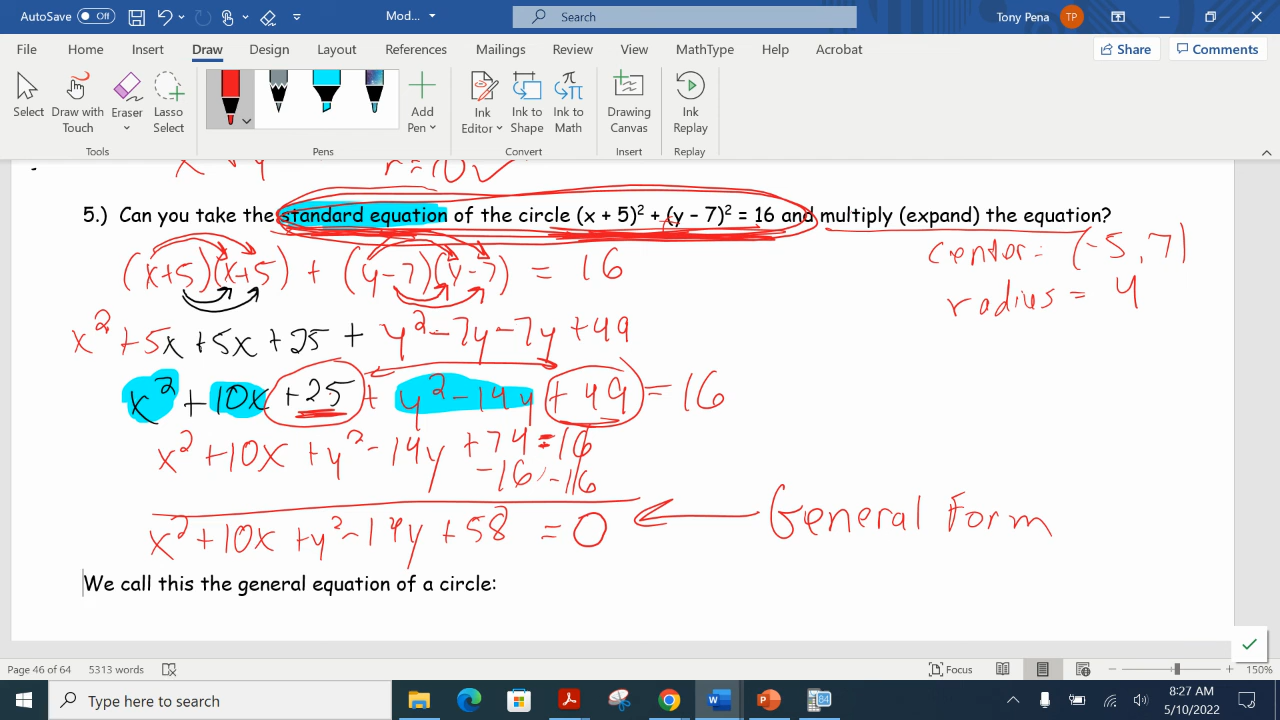 AutoSave Off Mod... Search Tony Pena TP
File Home Insert Draw Design Layout References Mailings Review View MathType Help Acrobat Share Comments
Select Draw with Touch Eraser Lasso Select Add Pen Ink Editor Ink to Shape Ink to Math Drawing Canvas Ink Replay
Tools Pens Convert Insert Replay
5.) Can you take the standard equation of the circle (x + 5)² + (y – 7)² = 16 and multiply (expand) the equation?
center: (-5, 7)
(x+5)(x+5) + (y-7)(y-7) = 16
radius = 4
x² + 5x + 5x + 25 + y² - 7y - 7y + 49
x² + 10x + 25 + y² - 14y + 49 = 16
x² + 10x + y² - 14y + 74 = 16
-16 -16
x² + 10x + y² - 14y + 58 = 0 General Form
We call this the general equation of a circle:
Page 46 of 64 5313 words Focus 150%
Type here to search 8:27 AM
5/10/2022